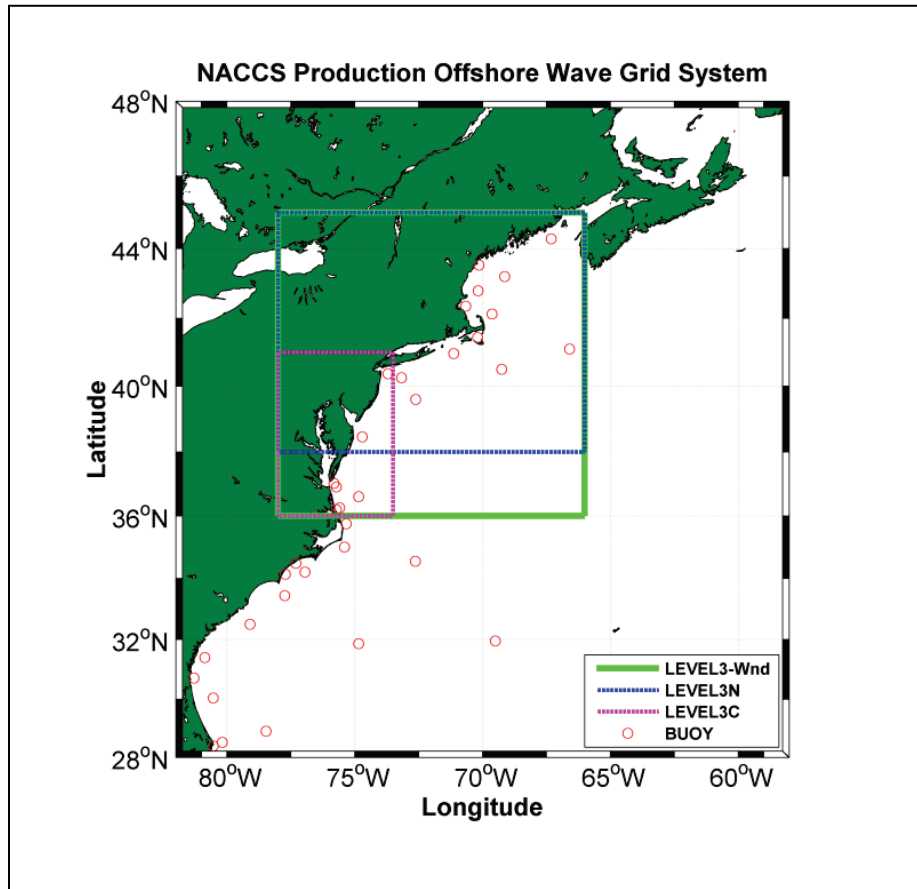 NACCS Production Offshore Wave Grid System
48°N
44°N
40°N
36°N
32°N
28°N
Latitude
80°W 75°W 70°W 65°W 60°W
Longitude
LEVEL3-Wnd
LEVEL3N
LEVEL3C
BUOY